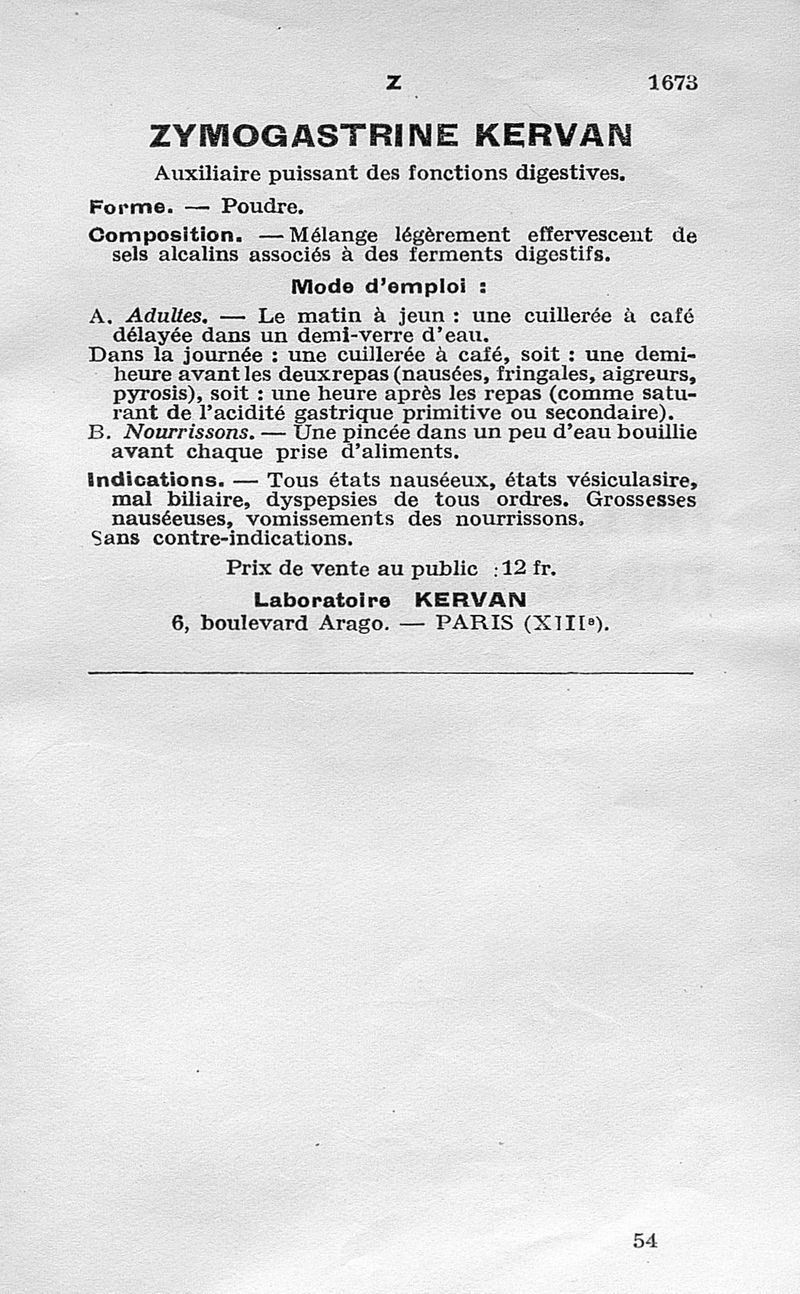 Z 1673
ZYMOGASTRINE KERVAN
Auxiliaire puissant des fonctions digestives.
Forme. — Poudre.
Composition. — Mélange légèrement effervescent de
sels alcalins associés à des ferments digestifs.
Mode d'emploi :
A. Adultes. — Le matin à jeun : une cuillerée à café
délayée dans un demi-verre d'eau.
Dans la journée : une cuillerée à café, soit : une demi-
heure avant les deux repas (nausées, fringales, aigreurs,
pyrosis), soit : une heure après les repas (comme satu-
rant de l'acidité gastrique primitive ou secondaire).
B. Nourrissons. — Une pincée dans un peu d'eau bouillie
avant chaque prise d'aliments.
Indications. — Tous états nauséeux, états vésiculasire,
mal biliaire, dyspepsies de tous ordres. Grossesses
nauséeuses, vomissements des nourrissons.
Sans contre-indications.
Prix de vente au public : 12 fr.
Laboratoire KERVAN
6, boulevard Arago. — PARIS (XIIIe).
54